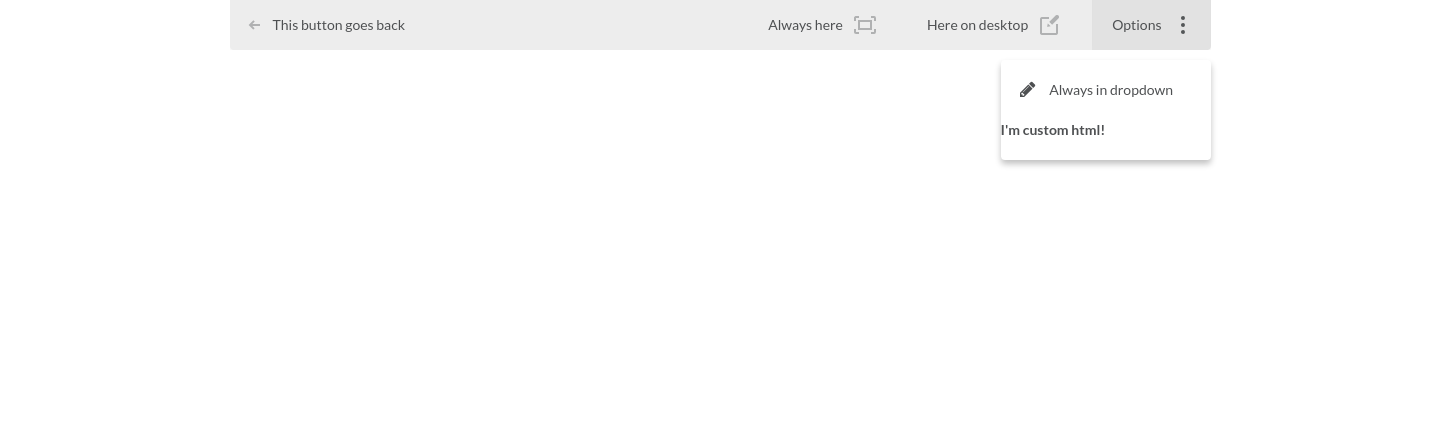 This button goes back
Always here
Here on desktop
Options
Always in dropdown
I'm custom html!